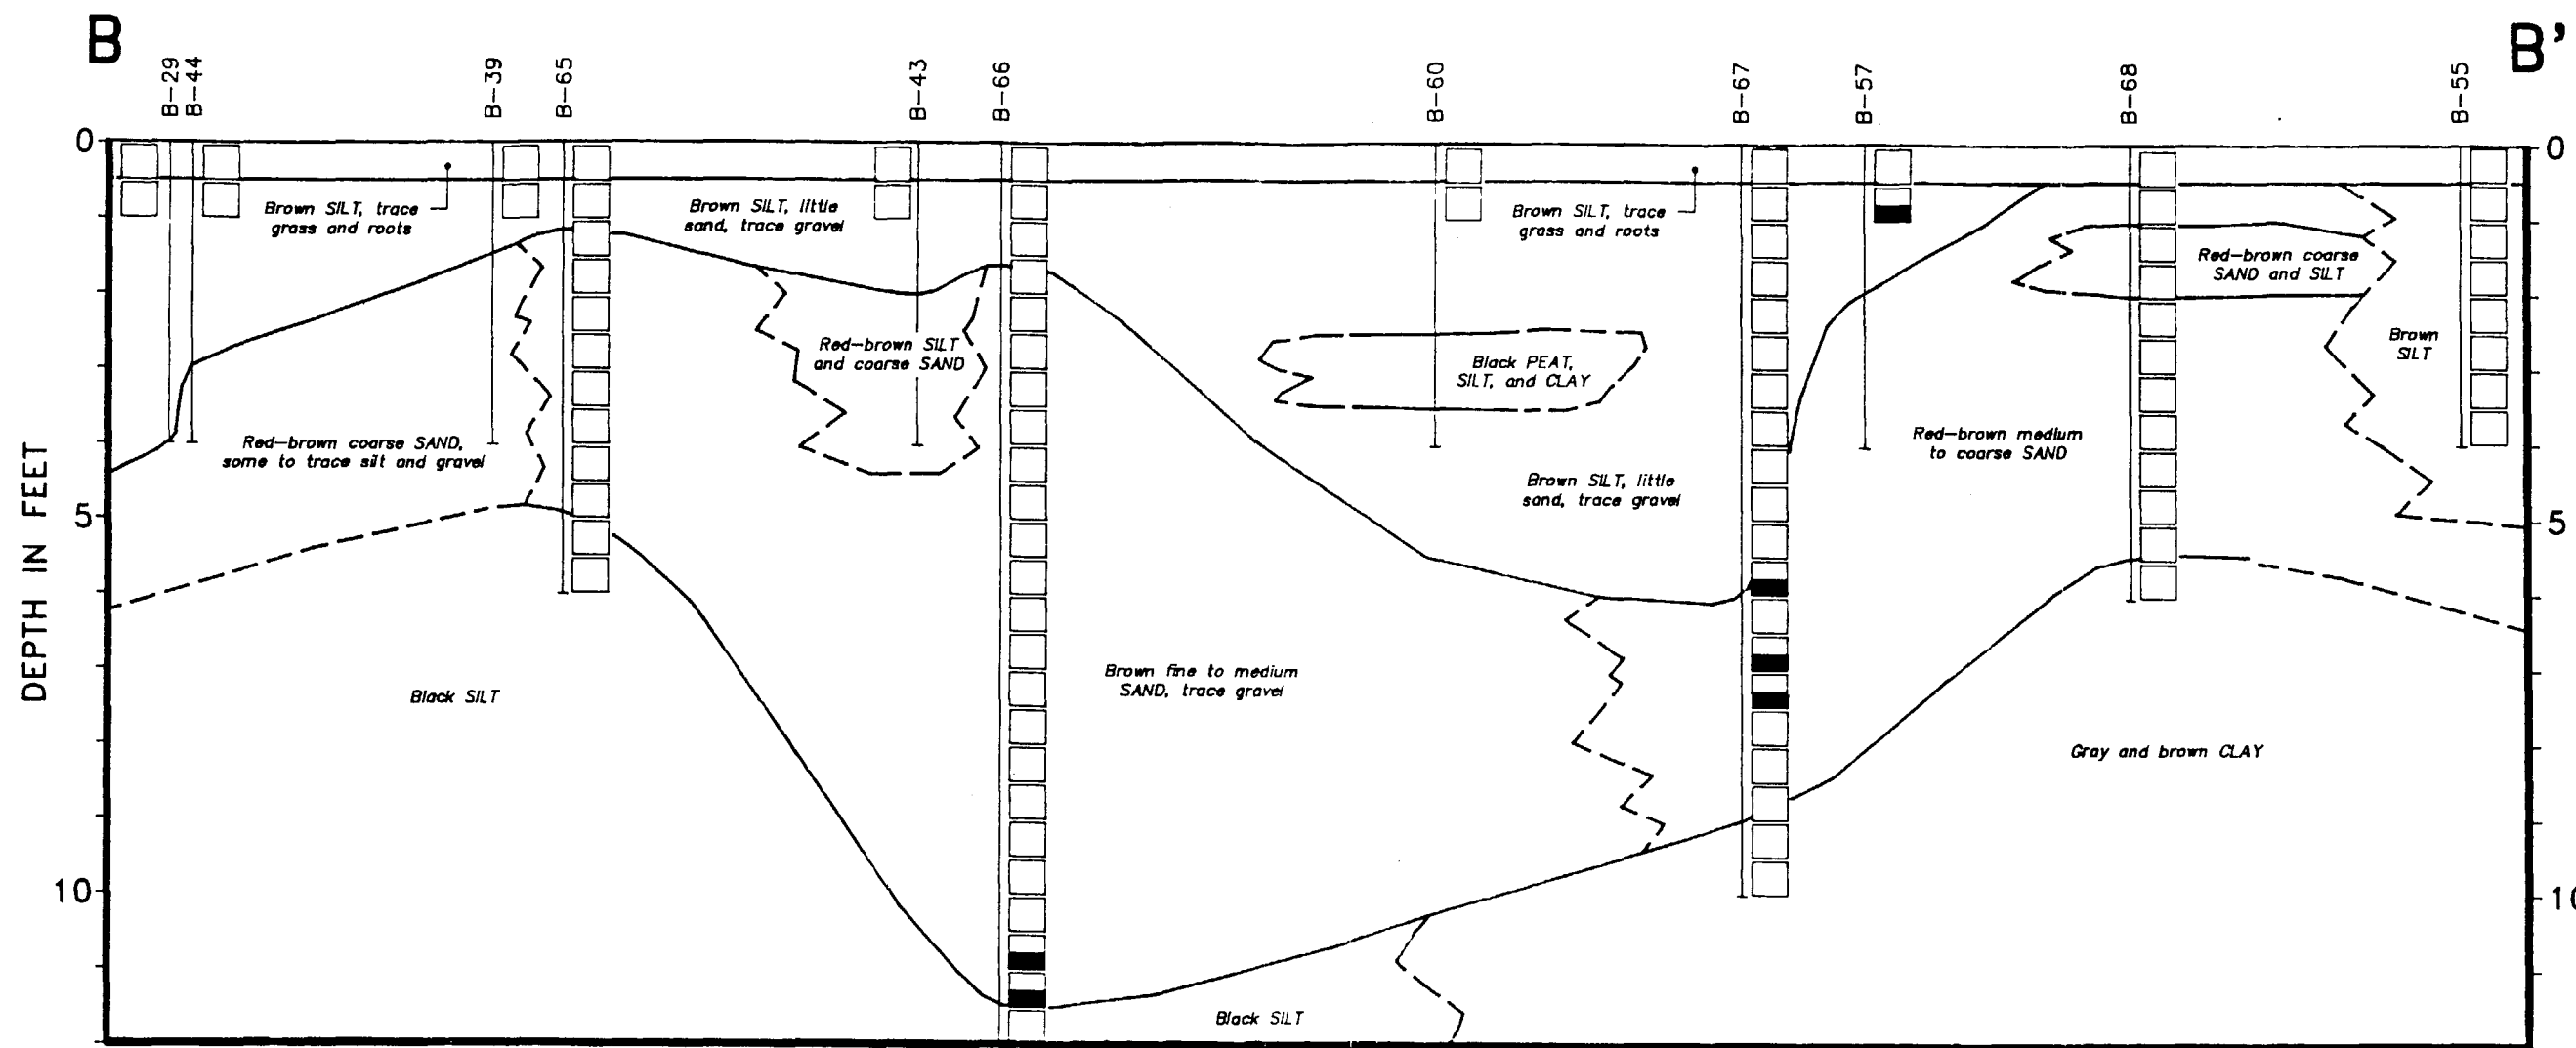 B
B'
B-29
B-44
B-39
B-65
B-43
B-66
B-60
B-67
B-57
B-68
B-55
0
0
Brown SILT, trace
grass and roots
Brown SILT, little
sand, trace gravel
Brown SILT, trace
grass and roots
Red-brown coarse
SAND and SILT
Red-brown SILT
and coarse SAND
Black PEAT,
SILT, and CLAY
Brown
SILT
Red-brown coarse SAND,
some to trace silt and gravel
Red-brown medium
to coarse SAND
Brown SILT, little
sand, trace gravel
DEPTH IN FEET
5
5
Black SILT
Brown fine to medium
SAND, trace gravel
Gray and brown CLAY
10
10
Black SILT